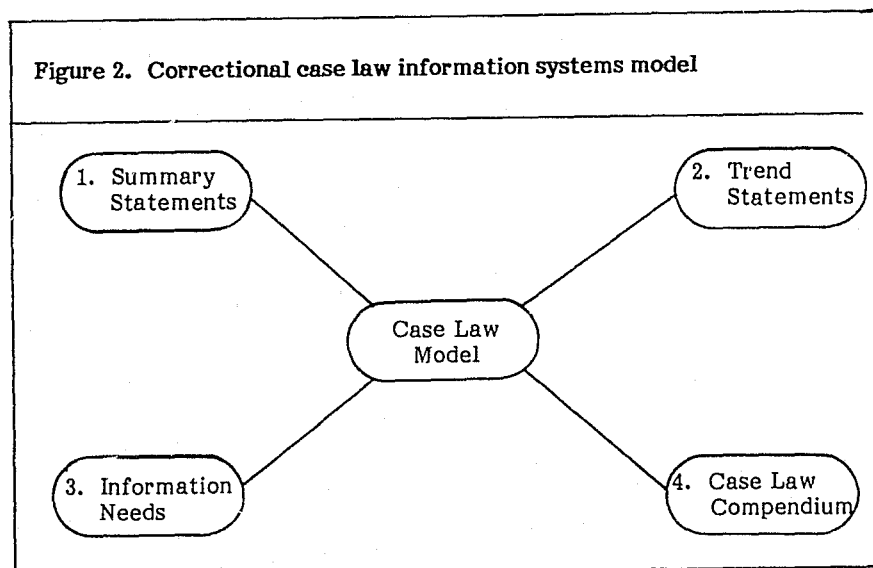 Figure 2. Correctional case law information systems model
1. Summary
Statements
2. Trend
Statements
Case Law
Model
3. Information
Needs
4. Case Law
Compendium